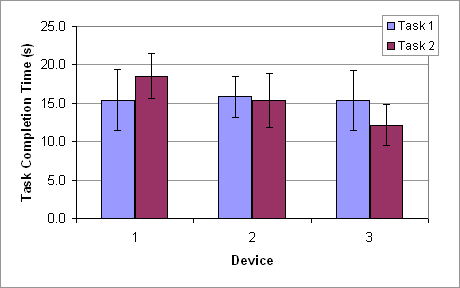 25.0
20.0
15.0
10.0
5.0
0.0
Task Completion Time (s)
Task 1
Task 2
1 2 3
Device